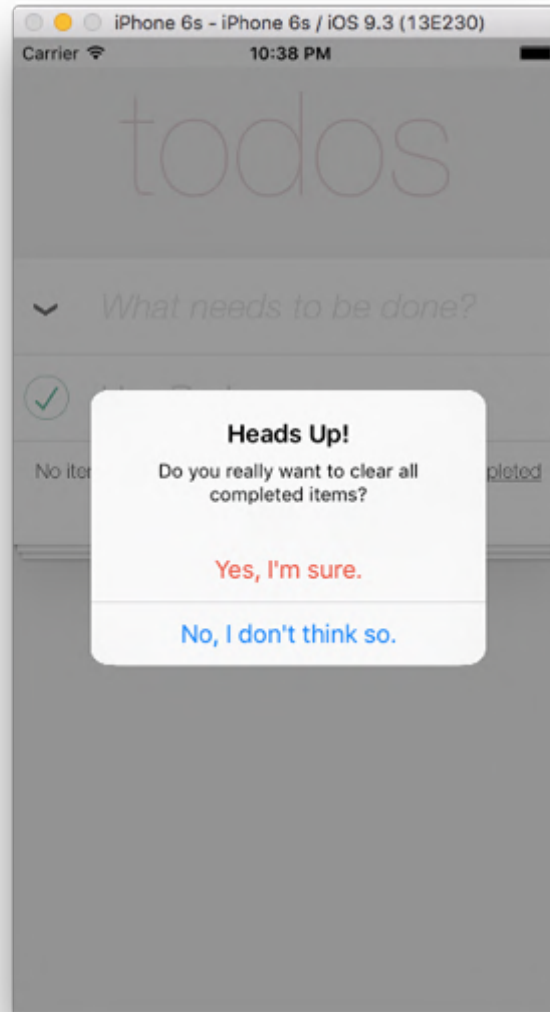 iPhone 6s - iPhone 6s / iOS 9.3 (13E230)
Carrier 10:38 PM
todos
What needs to be done?
Heads Up!
No
Do you really want to clear all
completed items?
Yes, I'm sure.
No, I don't think so.